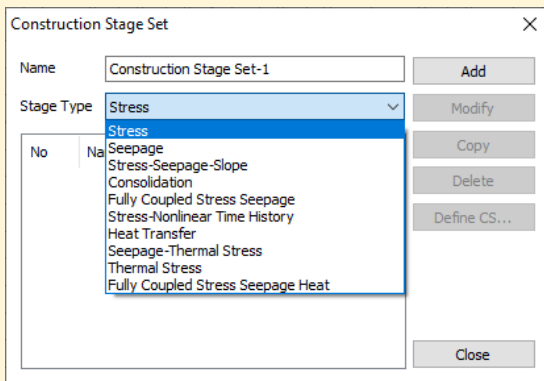 Construction Stage Set
Name Construction Stage Set-1 Add
Stage Type Stress Modify
Stress
No Na Seepage Copy
Stress-Seepage-Slope
Consolidation Delete
Fully Coupled Stress Seepage
Stress-Nonlinear Time History Define CS...
Heat Transfer
Seepage-Thermal Stress
Thermal Stress
Fully Coupled Stress Seepage Heat
Close